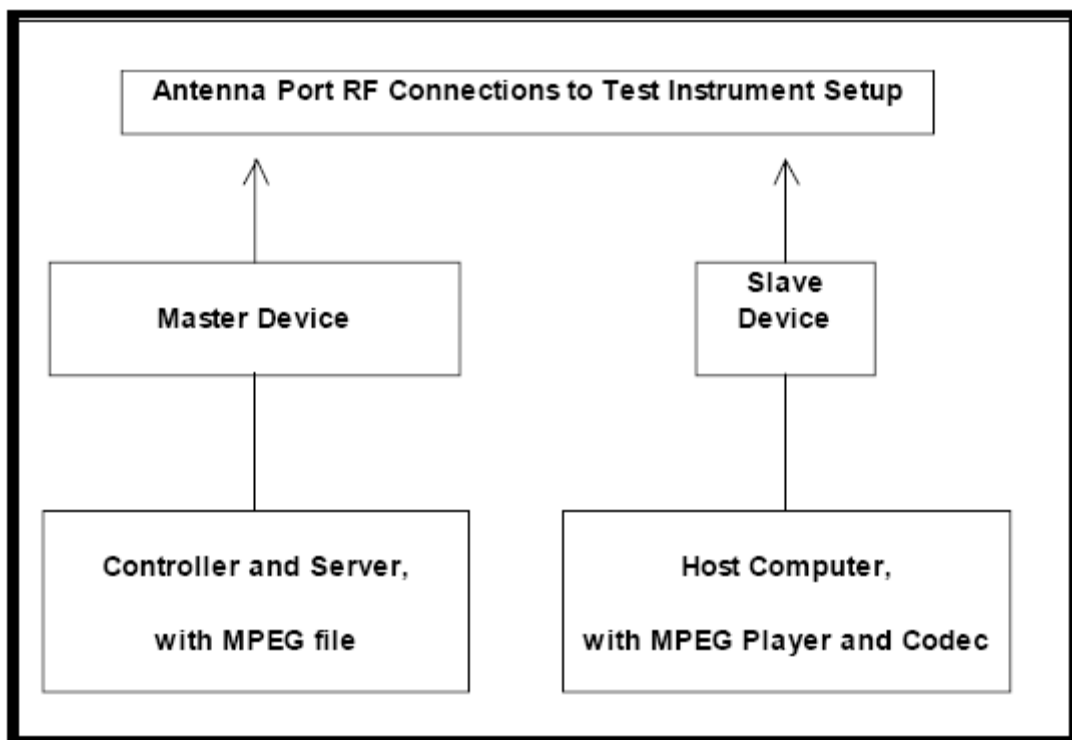 Antenna Port RF Connections to Test Instrument Setup
Master Device
Slave
Device
Controller and Server,
with MPEG file
Host Computer,
with MPEG Player and Codec